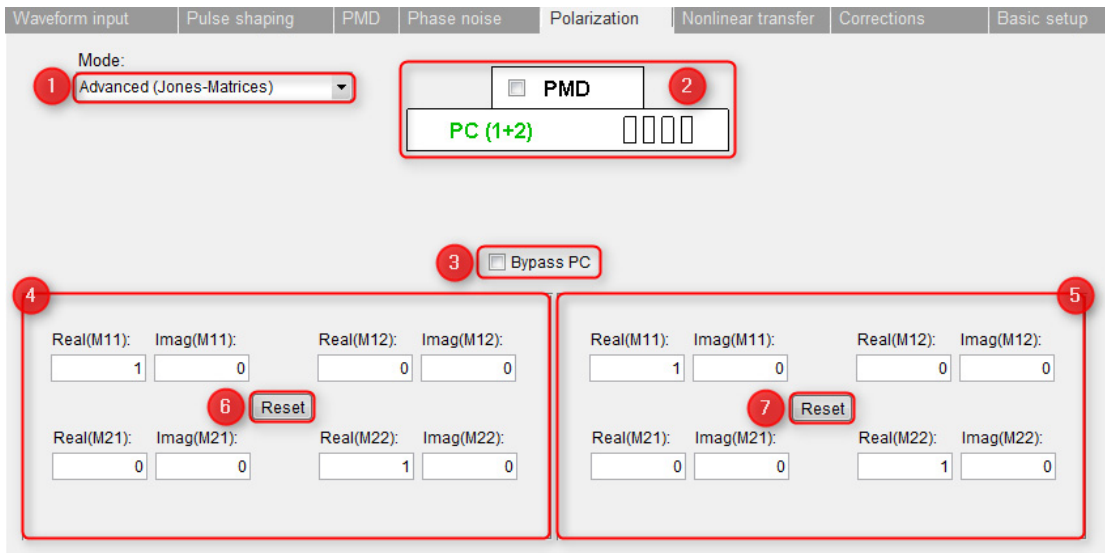 Waveform input Pulse shaping PMD Phase noise Polarization Nonlinear transfer Corrections Basic setup
Mode:
1 Advanced (Jones-Matrices)
PMD 2
PC (1+2)
3 Bypass PC
4 5
Real(M11): Imag(M11): Real(M12): Imag(M12): Real(M11): Imag(M11): Real(M12): Imag(M12):
1 0 0 0 1 0 0 0
6 Reset 7 Reset
Real(M21): Imag(M21): Real(M22): Imag(M22): Real(M21): Imag(M21): Real(M22): Imag(M22):
0 0 1 0 0 0 1 0